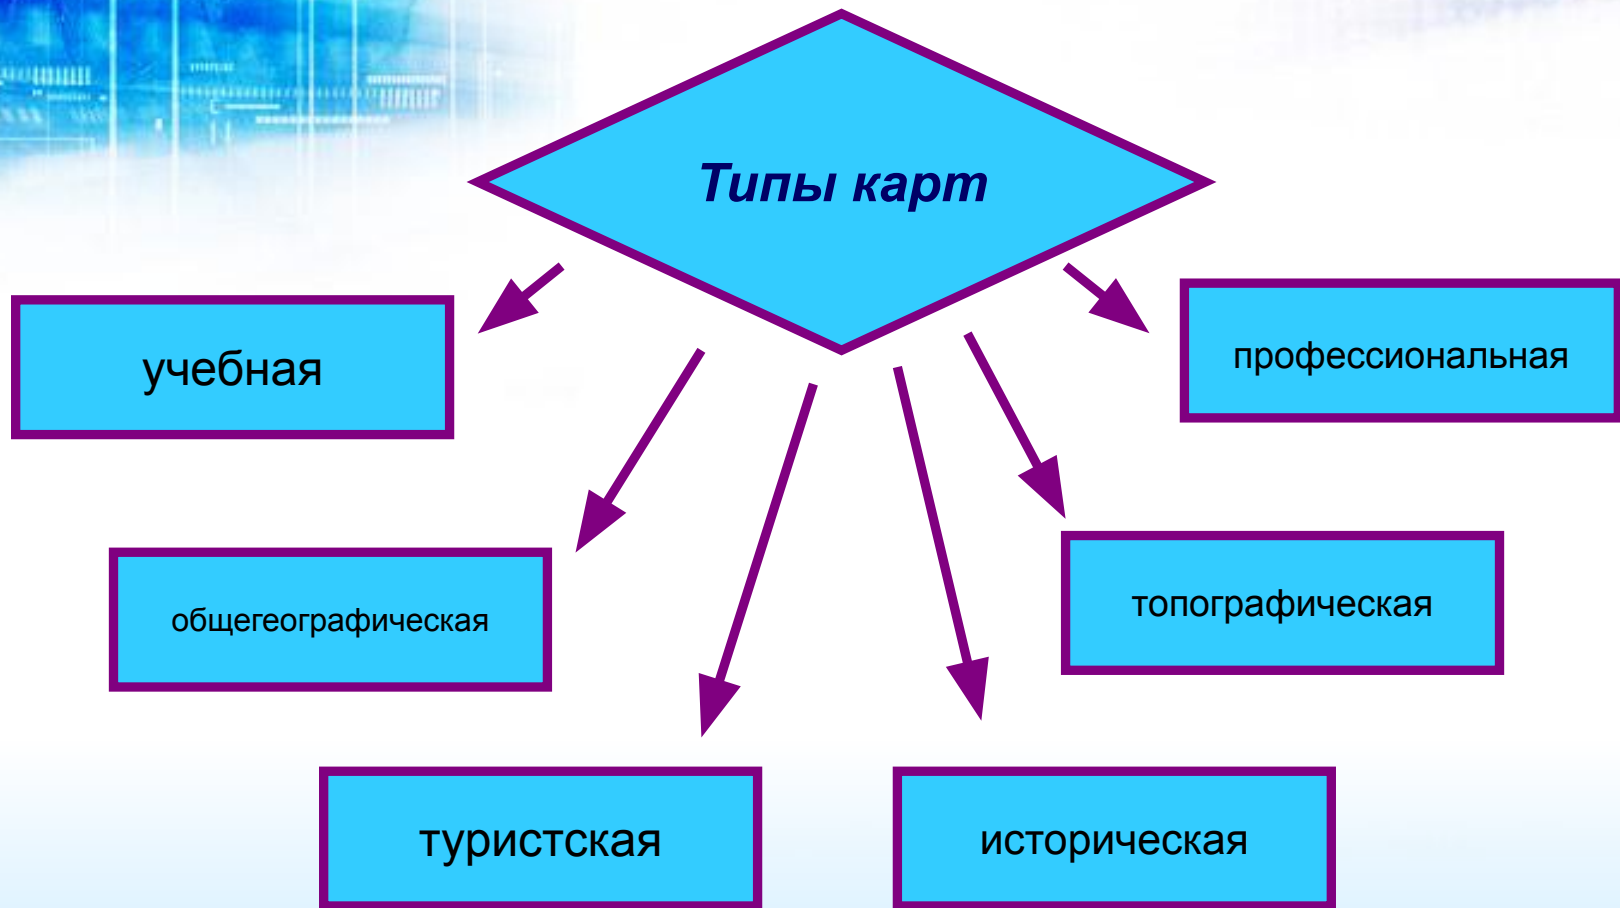 Типы карт
учебная
профессиональная
общегеографическая
топографическая
туристская
историческая